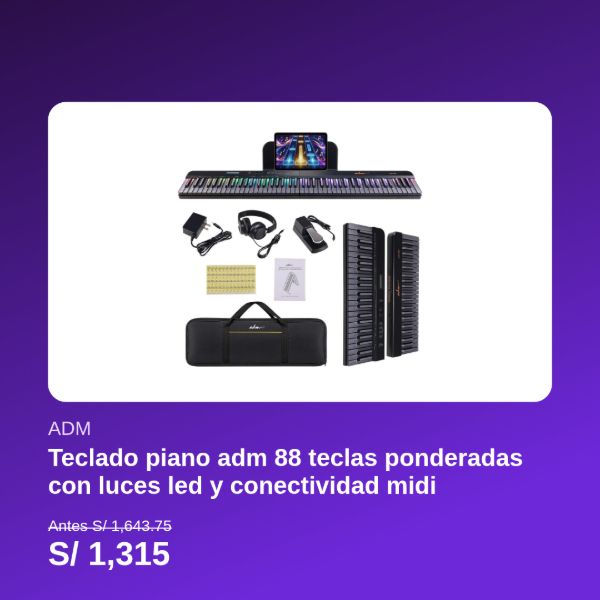 ADM
Teclado piano adm 88 teclas ponderadas
con luces led y conectividad midi
Antes S/ 1,643.75
S/ 1,315